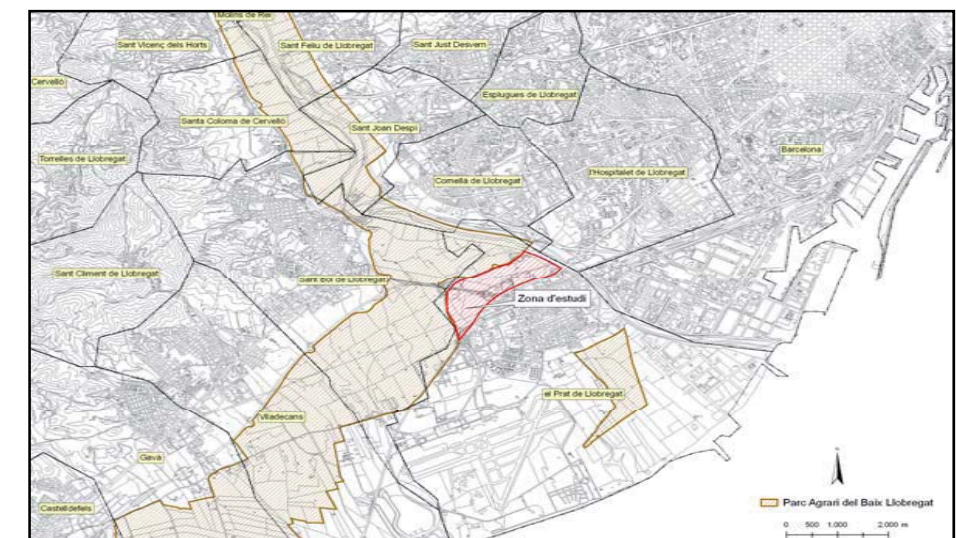 Molins de Rei
Sant Vicenç dels Horts
Sant Feliu de Llobregat
Sant Just Desvern
Cervelló
Esplugues de Llobregat
Santa Coloma de Cervelló
Sant Joan Despí
Torrelles de Llobregat
Barcelona
Cornellà de Llobregat
l'Hospitalet de Llobregat
Sant Climent de Llobregat
Sant Boi de Llobregat
Zona d'estudi
el Prat de Llobregat
Viladecans
Gavà
Castelldefels
N
Parc Agrari del Baix Llobregat
0 500 1.000 2.000 m